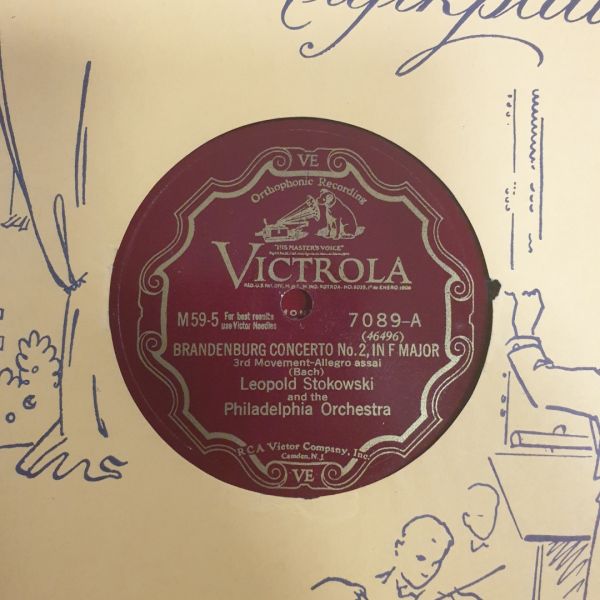 VE
Orthophonic Recording
"HIS MASTER'S VOICE"
VICTROLA
M59-5 For best results use Victor Needles 7089-A
(46496)
BRANDENBURG CONCERTO No. 2, IN F MAJOR
3rd Movement-Allegro assai
(Bach)
Leopold Stokowski
and the
Philadelphia Orchestra
RCA Victor Company, Inc.
Camden, N.J.
VE